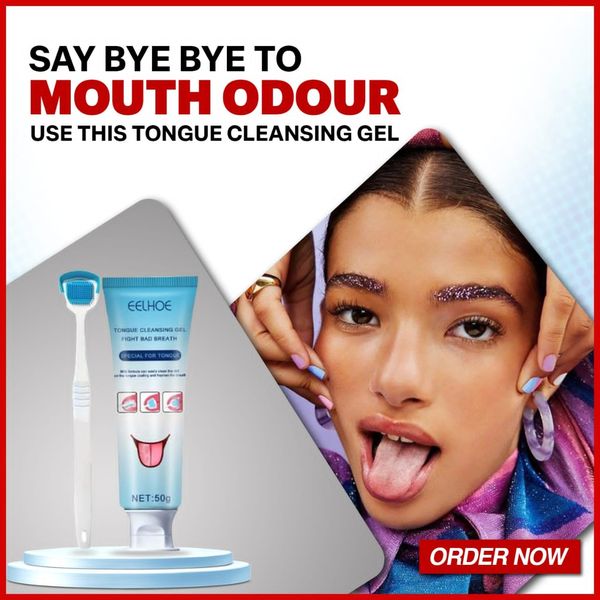 SAY BYE BYE TO
MOUTH ODOUR
USE THIS TONGUE CLEANSING GEL
EELHOE
TONGUE CLEANSING GEL
FIGHT BAD BREATH
SPECIAL FOR TONGUE
NET:50g
ORDER NOW